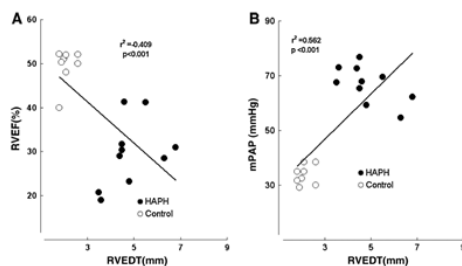 A
B
r²=-0.409
p<0.001
r²=0.562
p <0.001
60
50
40
30
20
RVEF(%)
HAPH
Control
3
5
7
9
RVEDT(mm)
90
70
50
30
mPAP (mmHg)
HAPH
Control
3
5
7
9
RVEDT(mm)